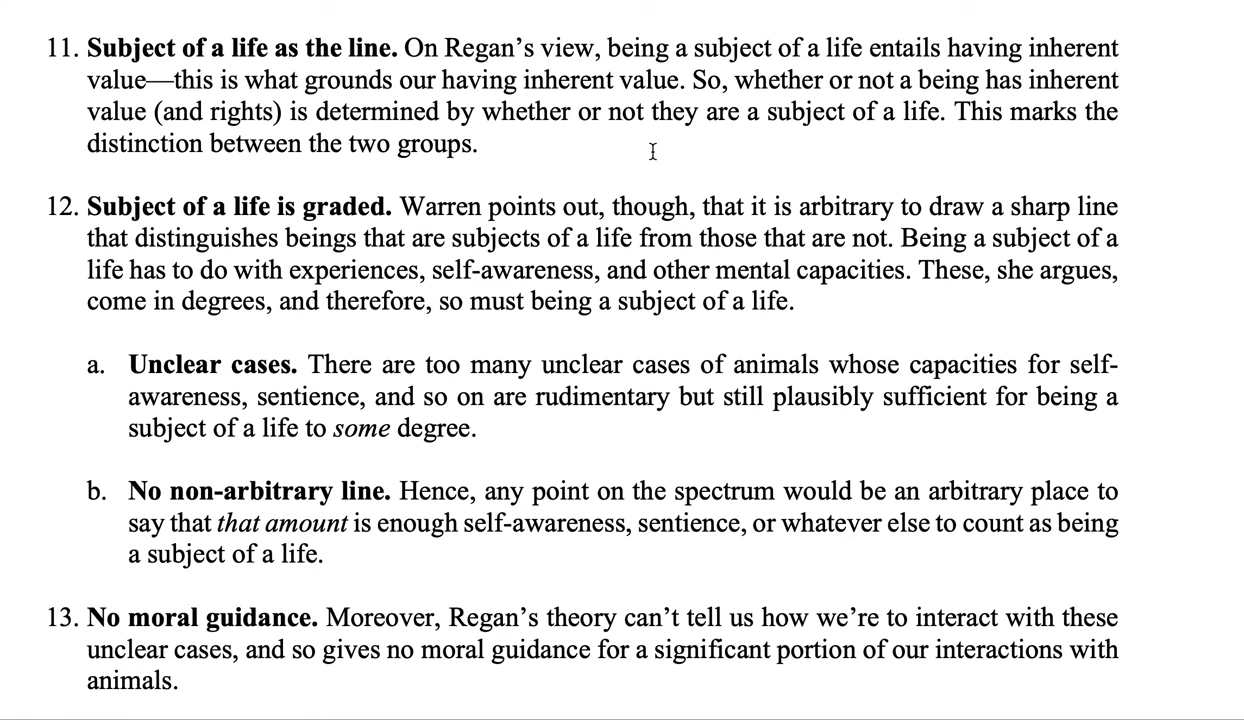 11. Subject of a life as the line. On Regan’s view, being a subject of a life entails having inherent
value—this is what grounds our having inherent value. So, whether or not a being has inherent
value (and rights) is determined by whether or not they are a subject of a life. This marks the
distinction between the two groups.
12. Subject of a life is graded. Warren points out, though, that it is arbitrary to draw a sharp line
that distinguishes beings that are subjects of a life from those that are not. Being a subject of a
life has to do with experiences, self-awareness, and other mental capacities. These, she argues,
come in degrees, and therefore, so must being a subject of a life.
a. Unclear cases. There are too many unclear cases of animals whose capacities for self-
awareness, sentience, and so on are rudimentary but still plausibly sufficient for being a
subject of a life to some degree.
b. No non-arbitrary line. Hence, any point on the spectrum would be an arbitrary place to
say that that amount is enough self-awareness, sentience, or whatever else to count as being
a subject of a life.
13. No moral guidance. Moreover, Regan’s theory can’t tell us how we’re to interact with these
unclear cases, and so gives no moral guidance for a significant portion of our interactions with
animals.